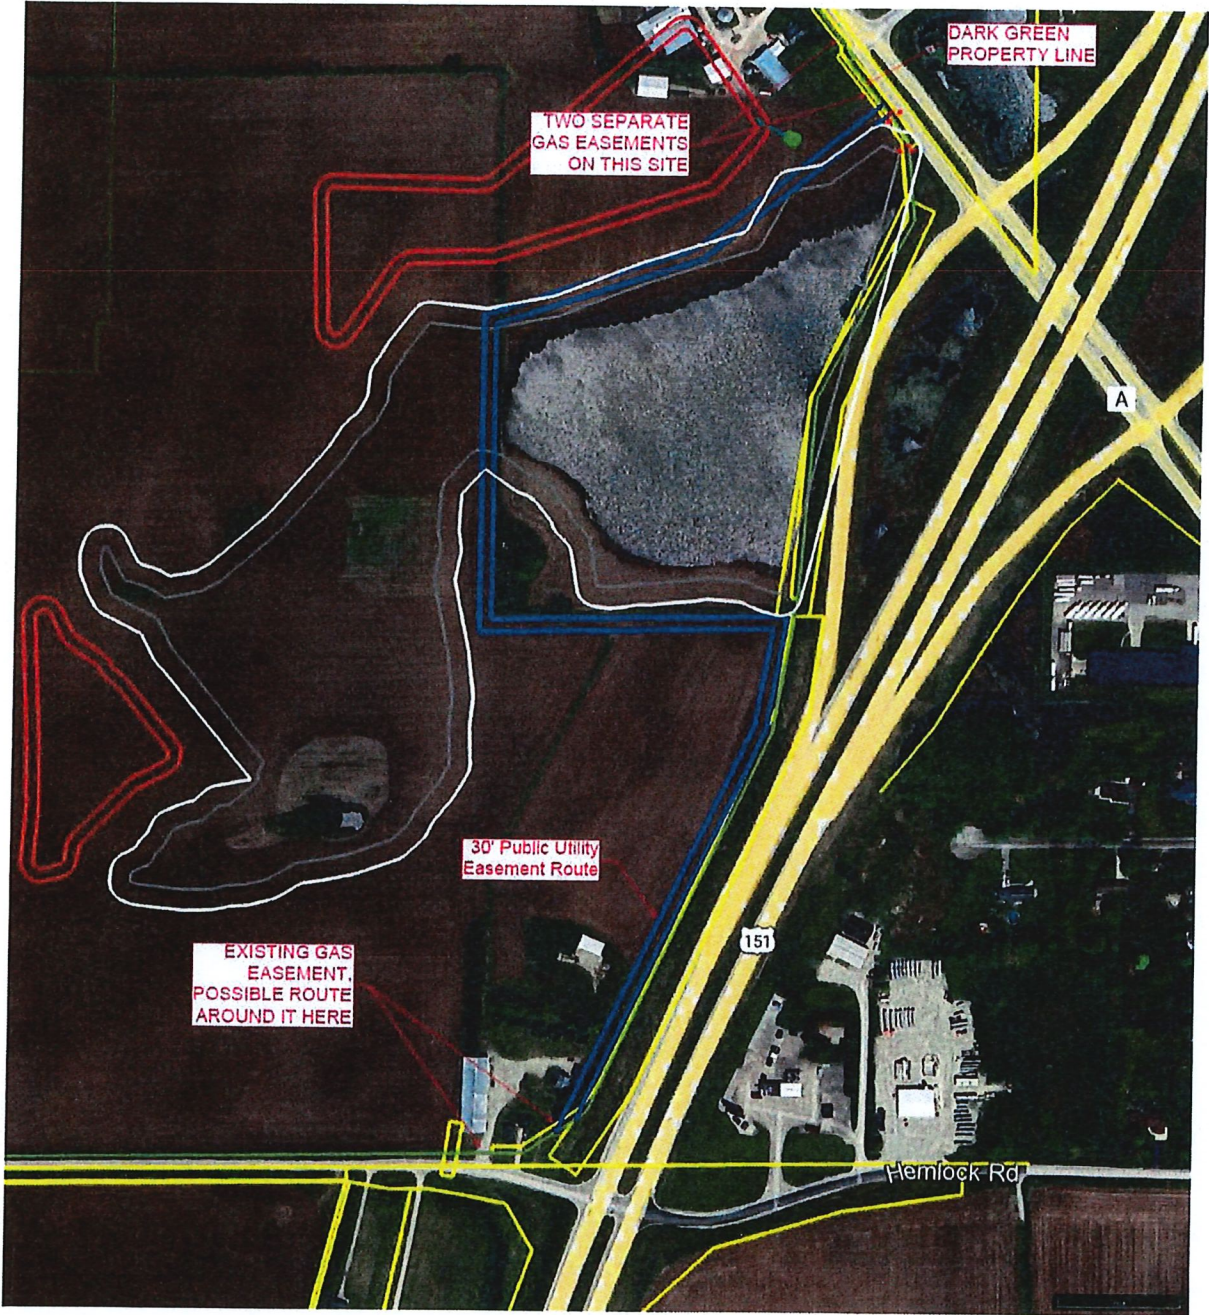 DARK GREEN
PROPERTY LINE
TWO SEPARATE
GAS EASEMENTS
ON THIS SITE
A
30' Public Utility
Easement Route
151
EXISTING GAS
EASEMENT,
POSSIBLE ROUTE
AROUND IT HERE
Hemlock Rd